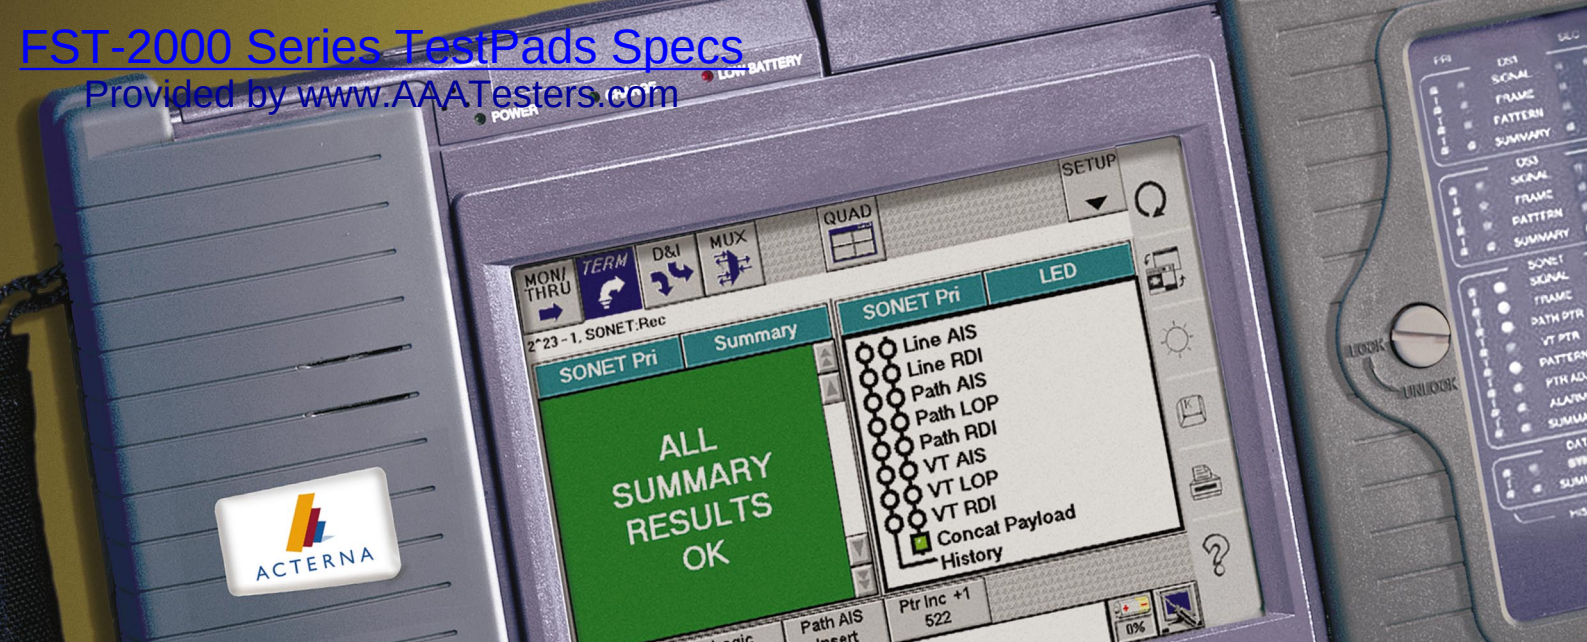 FST-2000 Series TestPads Specs
Provided by www.AAATesters.com
POWER
LOW BATTERY
SETUP
QUAD
MUX
D&I
TERM
MON/
THRU
2^23-1, SONET:Rec
SONET Pri
Summary
SONET Pri
LED
ALL
SUMMARY
RESULTS
OK
Line AIS
Line RDI
Path AIS
Path LOP
Path RDI
VT AIS
VT LOP
VT RDI
Concat Payload
History
Path AIS
Insert
Ptr Inc +1
522
0%
K
?
ACTERNA
LOCK
UNLOCK
PRI
SEC
DS1
SIGNAL
FRAME
PATTERN
SUMMARY
DS3
SIGNAL
FRAME
PATTERN
SUMMARY
SONET
SIGNAL
FRAME
PATH PTR
VT PTR
PATTERN